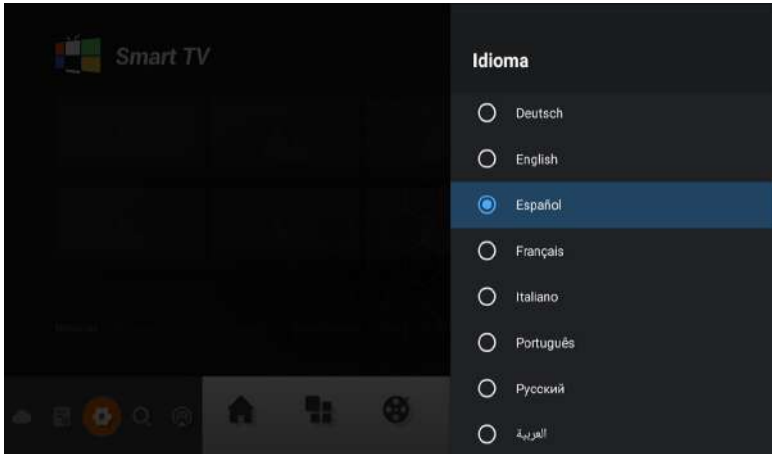 Smart TV
Idioma
Deutsch
English
Español
Français
Italiano
Português
Русский
العربية